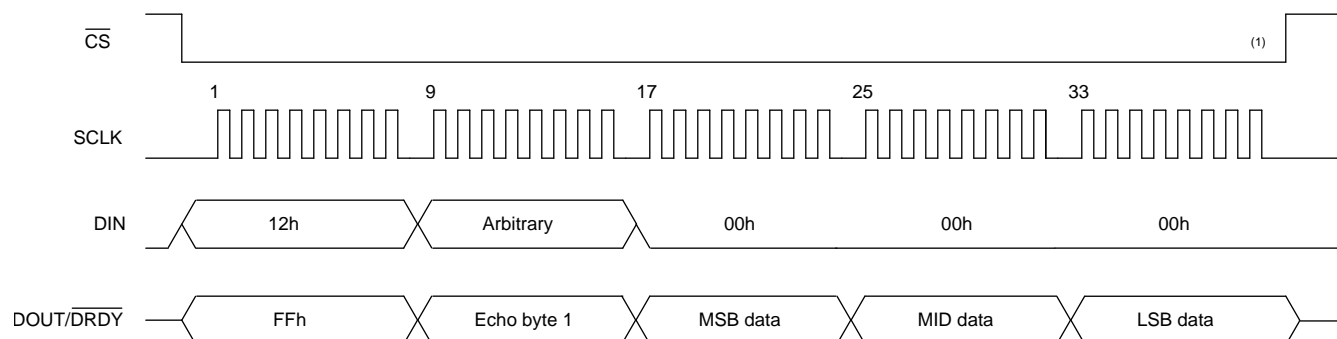 CS
(1)
1 9 17 25 33
SCLK
DIN 12h Arbitrary 00h 00h 00h
DOUT/DRDY FFh Echo byte 1 MSB data MID data LSB data